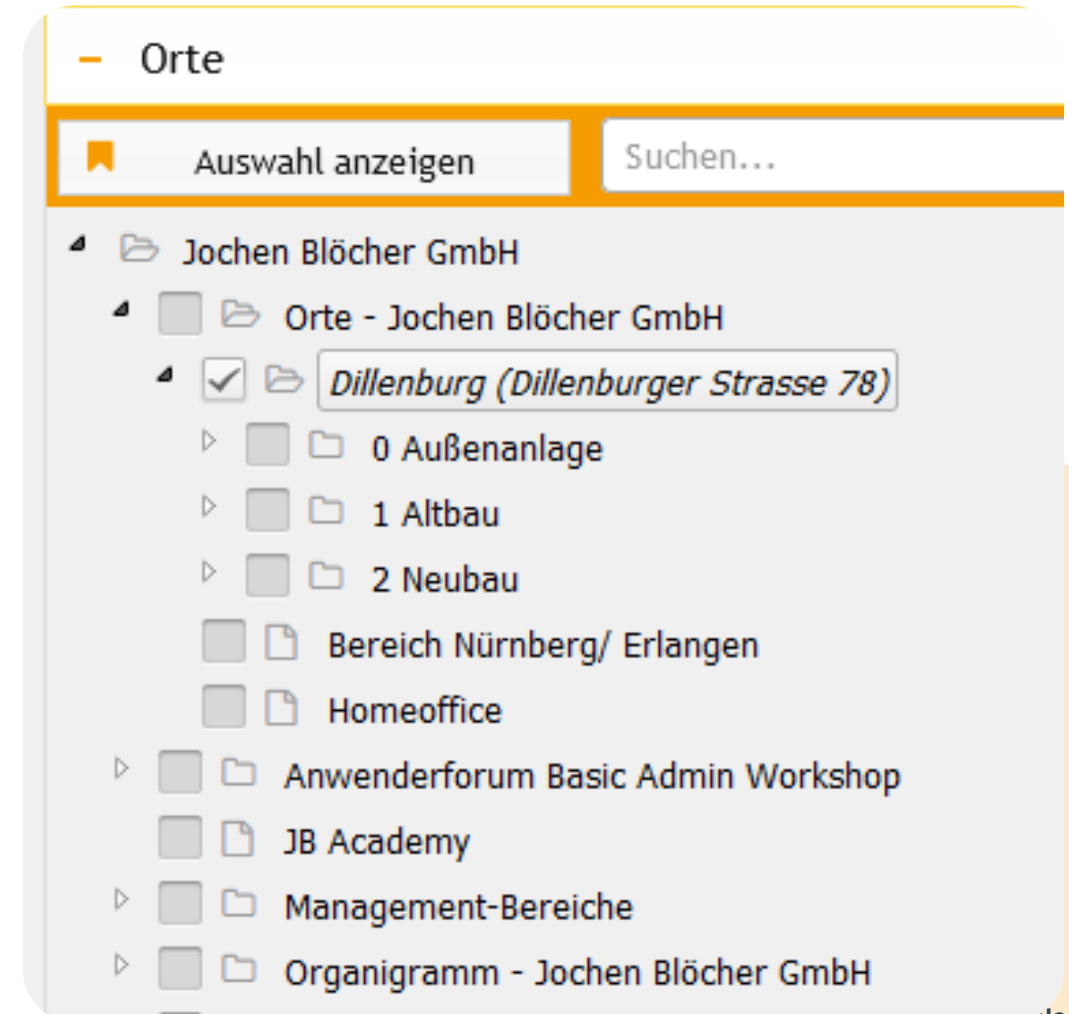 Orte
Auswahl anzeigen Suchen...
Jochen Blöcher GmbH
Orte - Jochen Blöcher GmbH
Dillenburg (Dillenburger Strasse 78)
0 Außenanlage
1 Altbau
2 Neubau
Bereich Nürnberg/ Erlangen
Homeoffice
Anwenderforum Basic Admin Workshop
JB Academy
Management-Bereiche
Organigramm - Jochen Blöcher GmbH